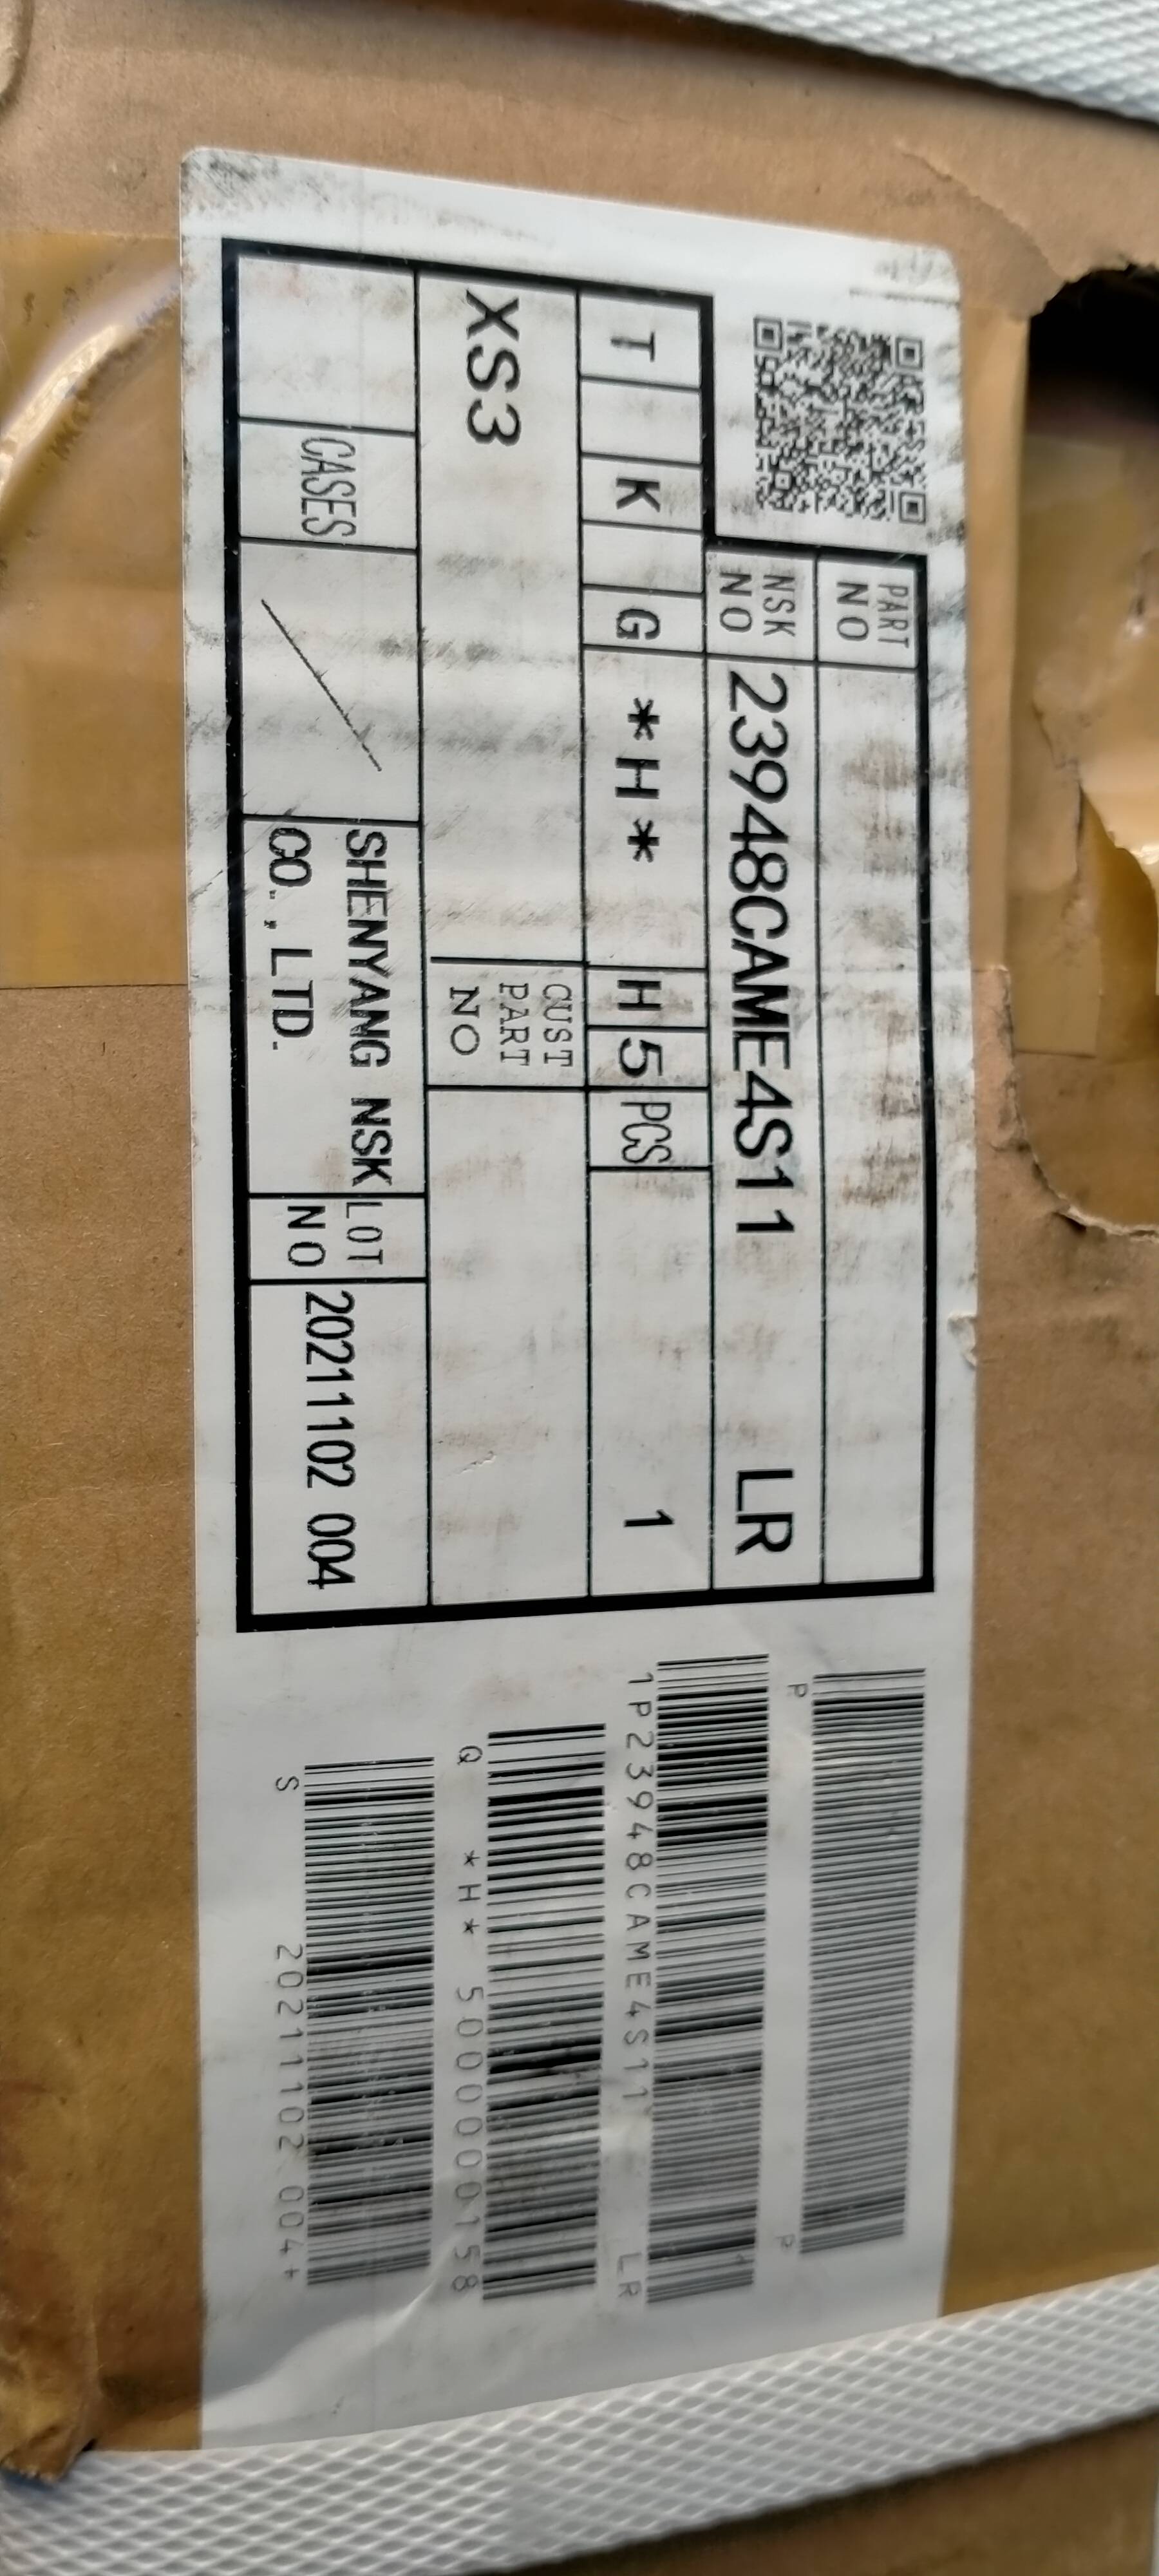 PART
NO
NSK
NO
23948CAME4S11 LR
T K G *H* H 5 PCS 1
XS3
CUST
PART
NO
CASES
SHENYANG NSK
CO.,LTD.
LOT
NO
20211102 004
P P
1P23948CAME4S11 LR
Q *H* 5000000158
S 20211102 004+